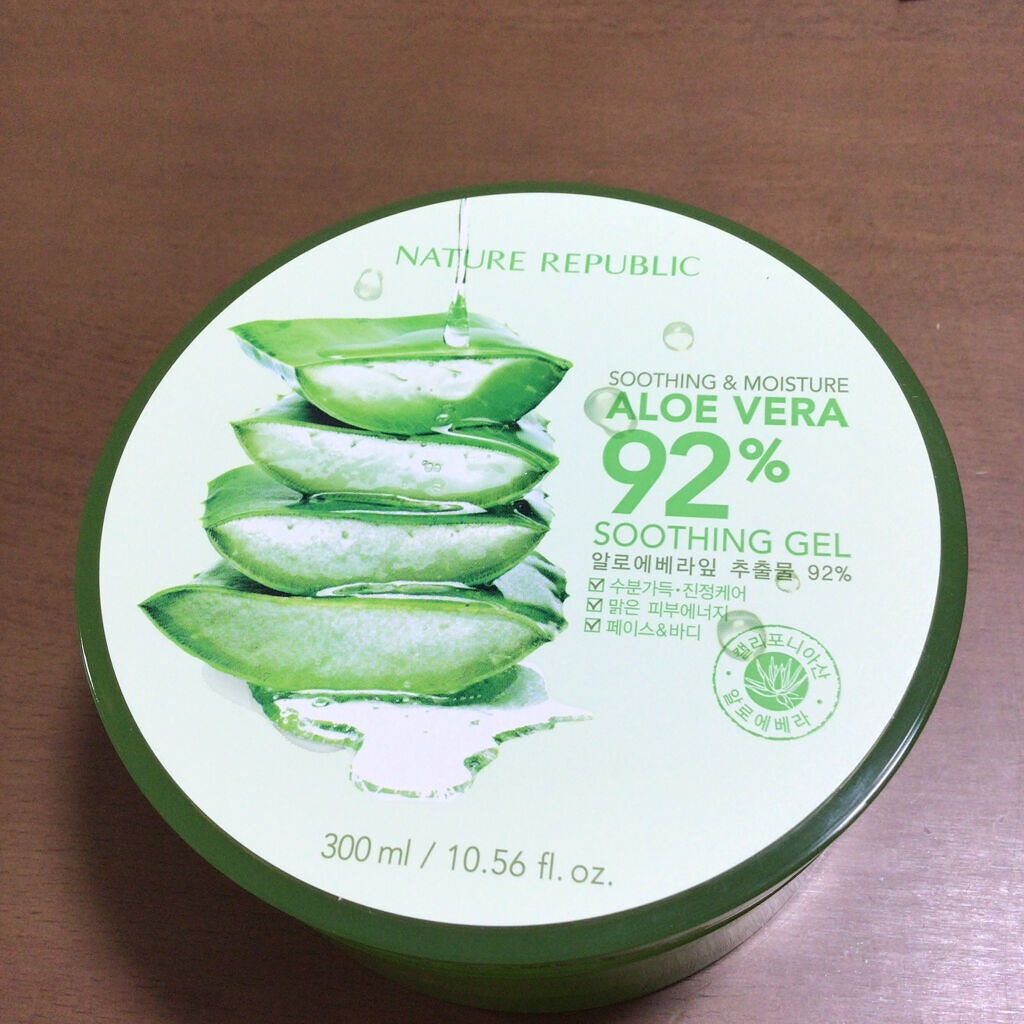 NATURE REPUBLIC
SOOTHING & MOISTURE
ALOE VERA
92%
SOOTHING GEL
알로에베라잎 추출물 92%
수분가득·진정케어
맑은 피부에너지
페이스&바디
캘리포니아산
알로에베라
300 ml / 10.56 fl. oz.